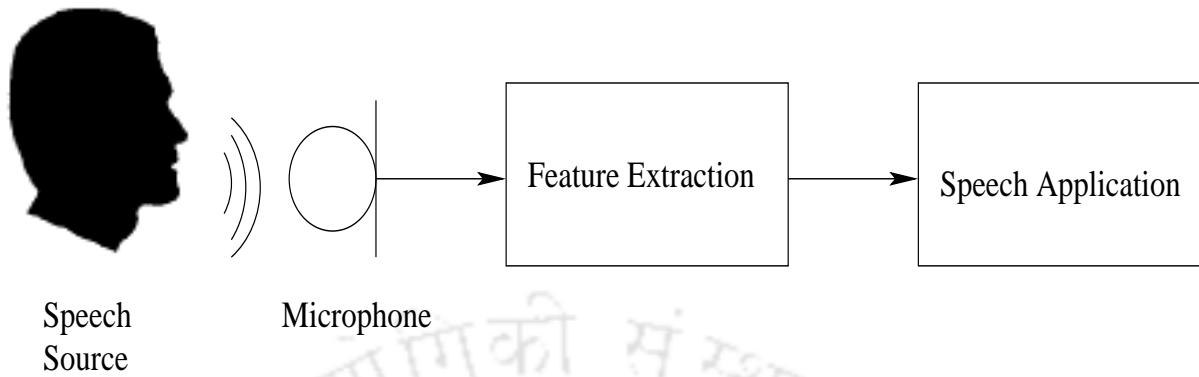 Feature Extraction
Speech Application
Speech
Source
Microphone
की सं